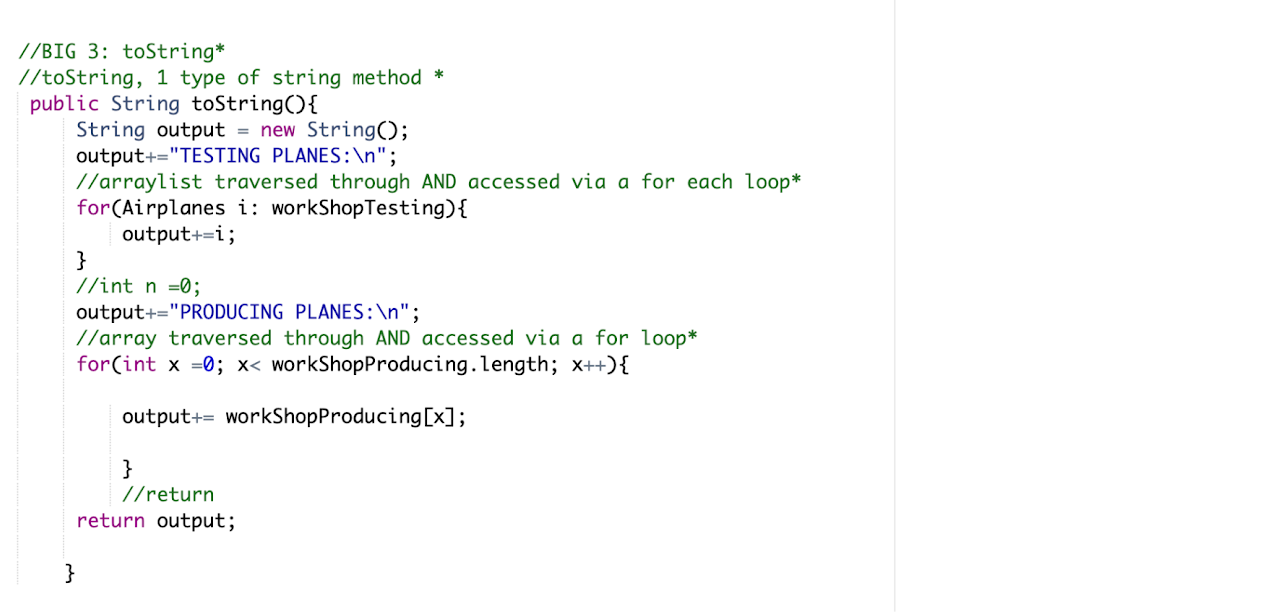 //BIG 3: toString*
//toString, 1 type of string method *
public String toString(){
String output = new String();
output+="TESTING PLANES:\n";
//arraylist traversed through AND accessed via a for each loop*
for(Airplanes i: workShopTesting){
output+=i;
}
//int n =0;
output+="PRODUCING PLANES:\n";
//array traversed through AND accessed via a for loop*
for(int x =0; x< workShopProducing.length; x++){
output+= workShopProducing[x];
}
//return
return output;
}